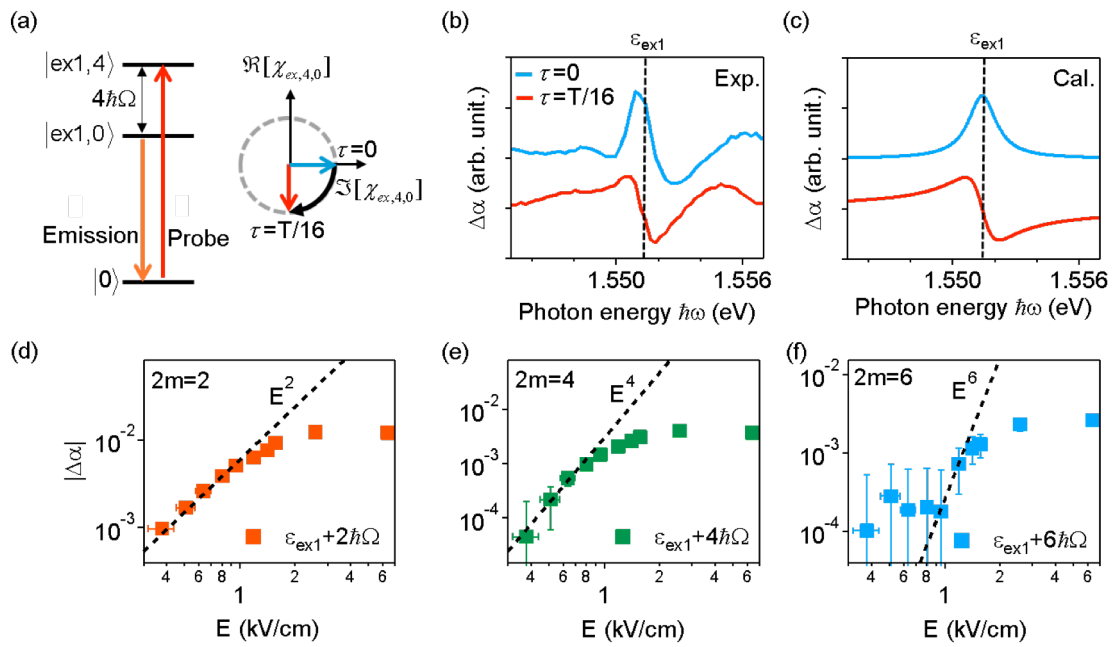 (a)
|ex1,4⟩
4ħΩ
|ex1,0⟩
Emission
Probe
|0⟩
ℜ[χex,4,0]
τ=0
ℑ[χex,4,0]
τ=T/16
(b)
εex1
τ=0
τ=T/16
Exp.
Δα (arb. unit.)
1.550
1.556
Photon energy ħω (eV)
(c)
εex1
Cal.
Δα (arb. unit.)
1.550
1.556
Photon energy ħω (eV)
(d)
2m=2
E²
|Δα|
10⁻²
10⁻³
εex1+2ħΩ
4 6 8 2 4 6
1
E (kV/cm)
(e)
2m=4
E⁴
10⁻²
10⁻³
10⁻⁴
εex1+4ħΩ
4 6 8 2 4 6
1
E (kV/cm)
(f)
2m=6
E⁶
10⁻²
10⁻³
10⁻⁴
εex1+6ħΩ
4 6 8 2 4 6
1
E (kV/cm)